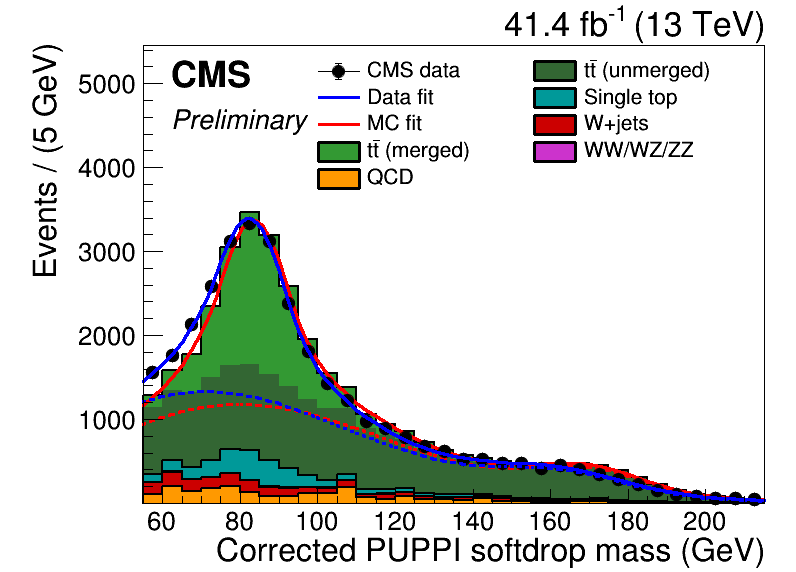 41.4 fb⁻¹ (13 TeV)
Events / (5 GeV)
CMS
Preliminary
CMS data
Data fit
MC fit
tt̄ (merged)
QCD
tt̄ (unmerged)
Single top
W+jets
WW/WZ/ZZ
5000
4000
3000
2000
1000
60 80 100 120 140 160 180 200
Corrected PUPPI softdrop mass (GeV)